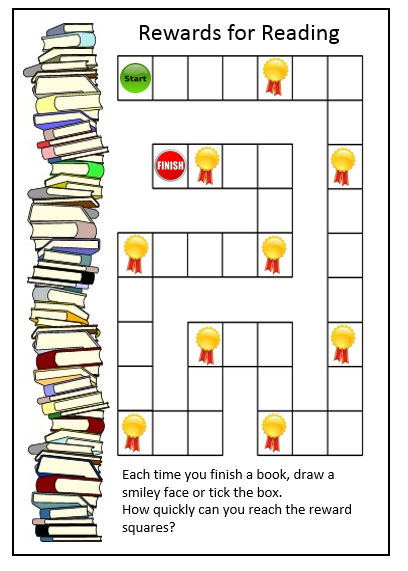 Rewards for Reading
Start
FINISH
Each time you finish a book, draw a
smiley face or tick the box.
How quickly can you reach the reward
squares?